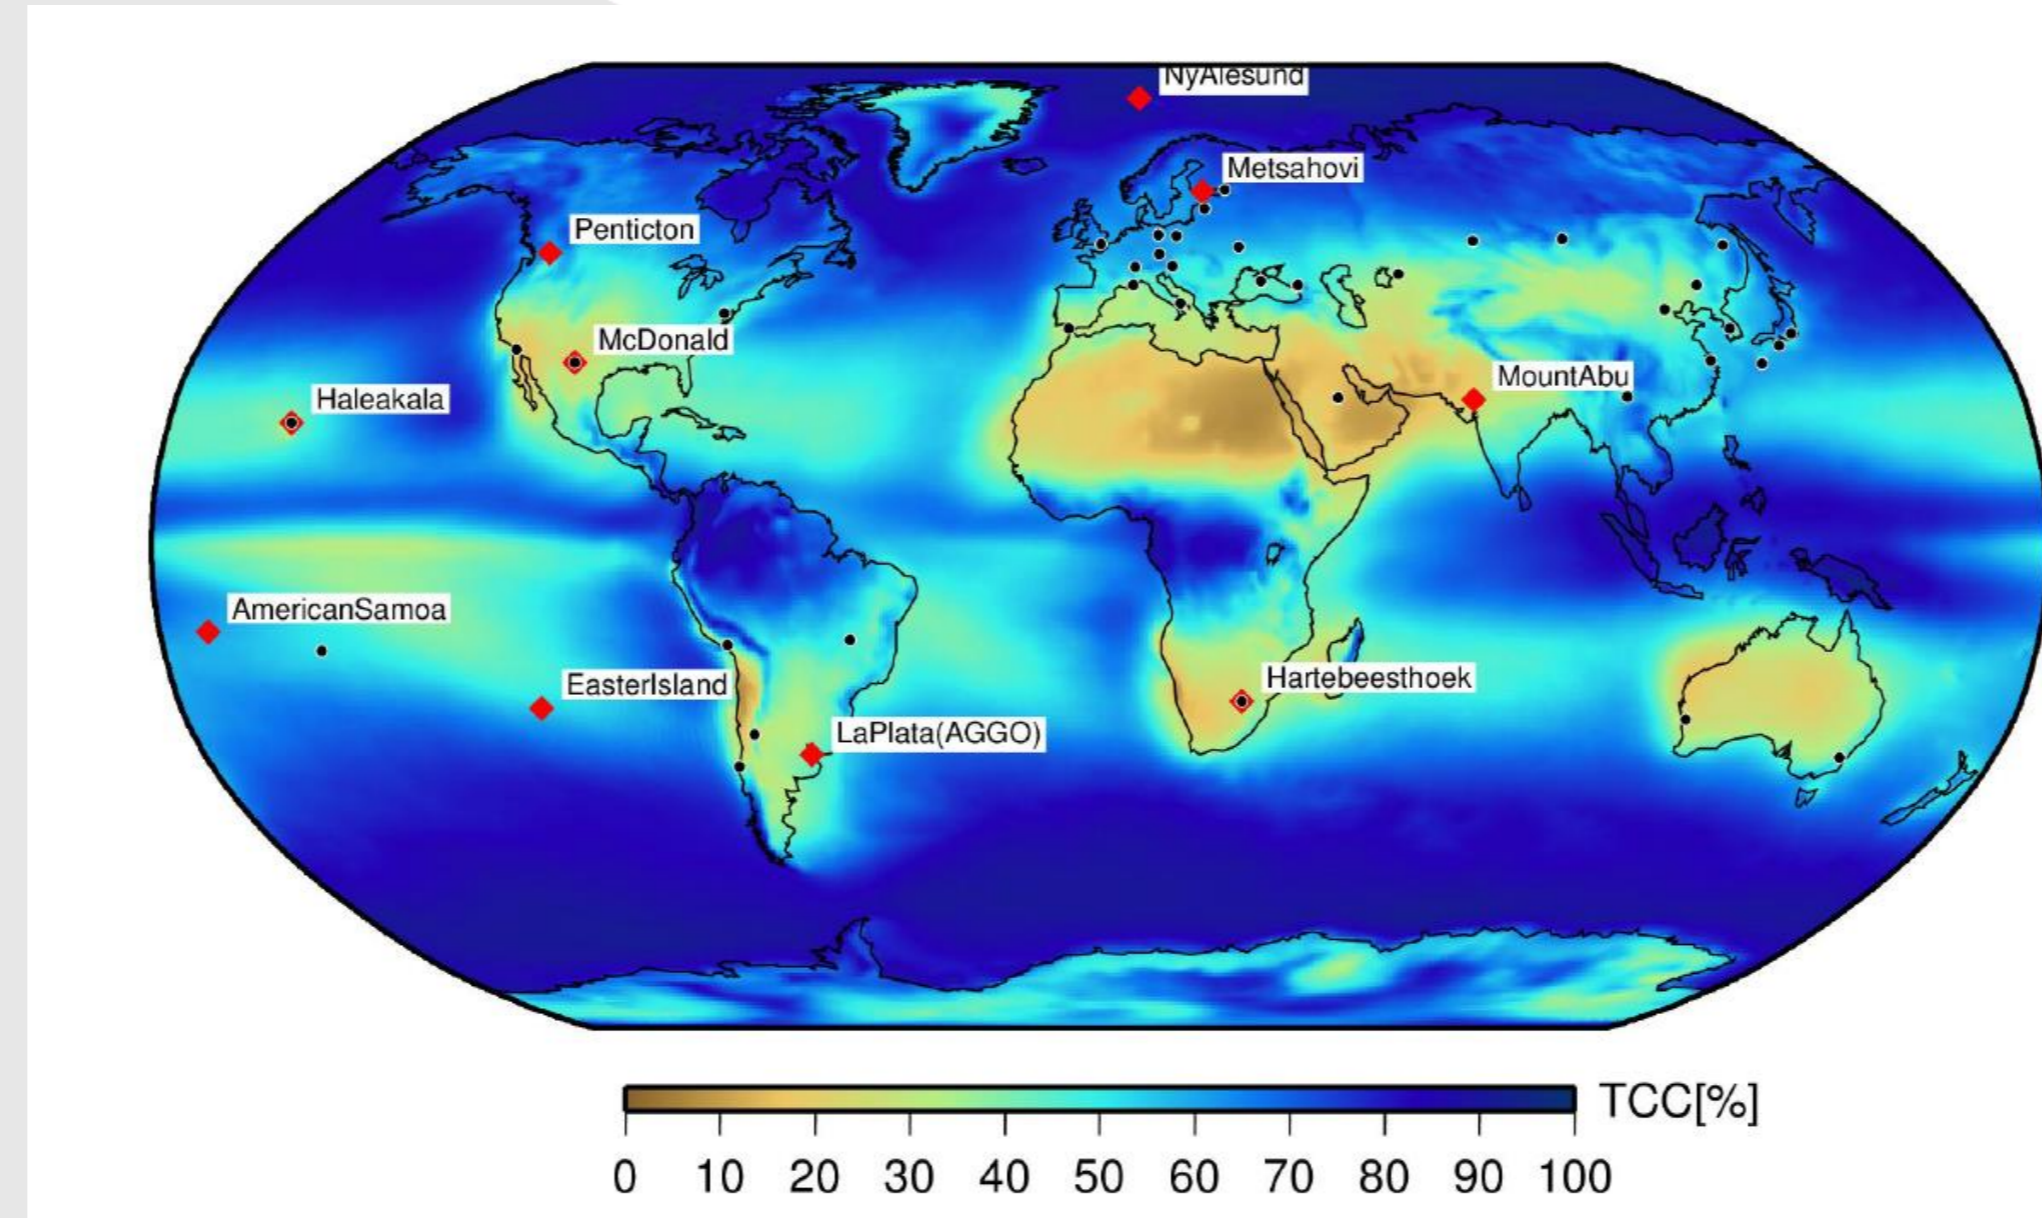 NyAlesund
Metsahovi
Penticton
McDonald
MountAbu
Haleakala
AmericanSamoa
EasterIsland
Hartebeesthoek
LaPlata(AGGO)
TCC[%]
0 10 20 30 40 50 60 70 80 90 100